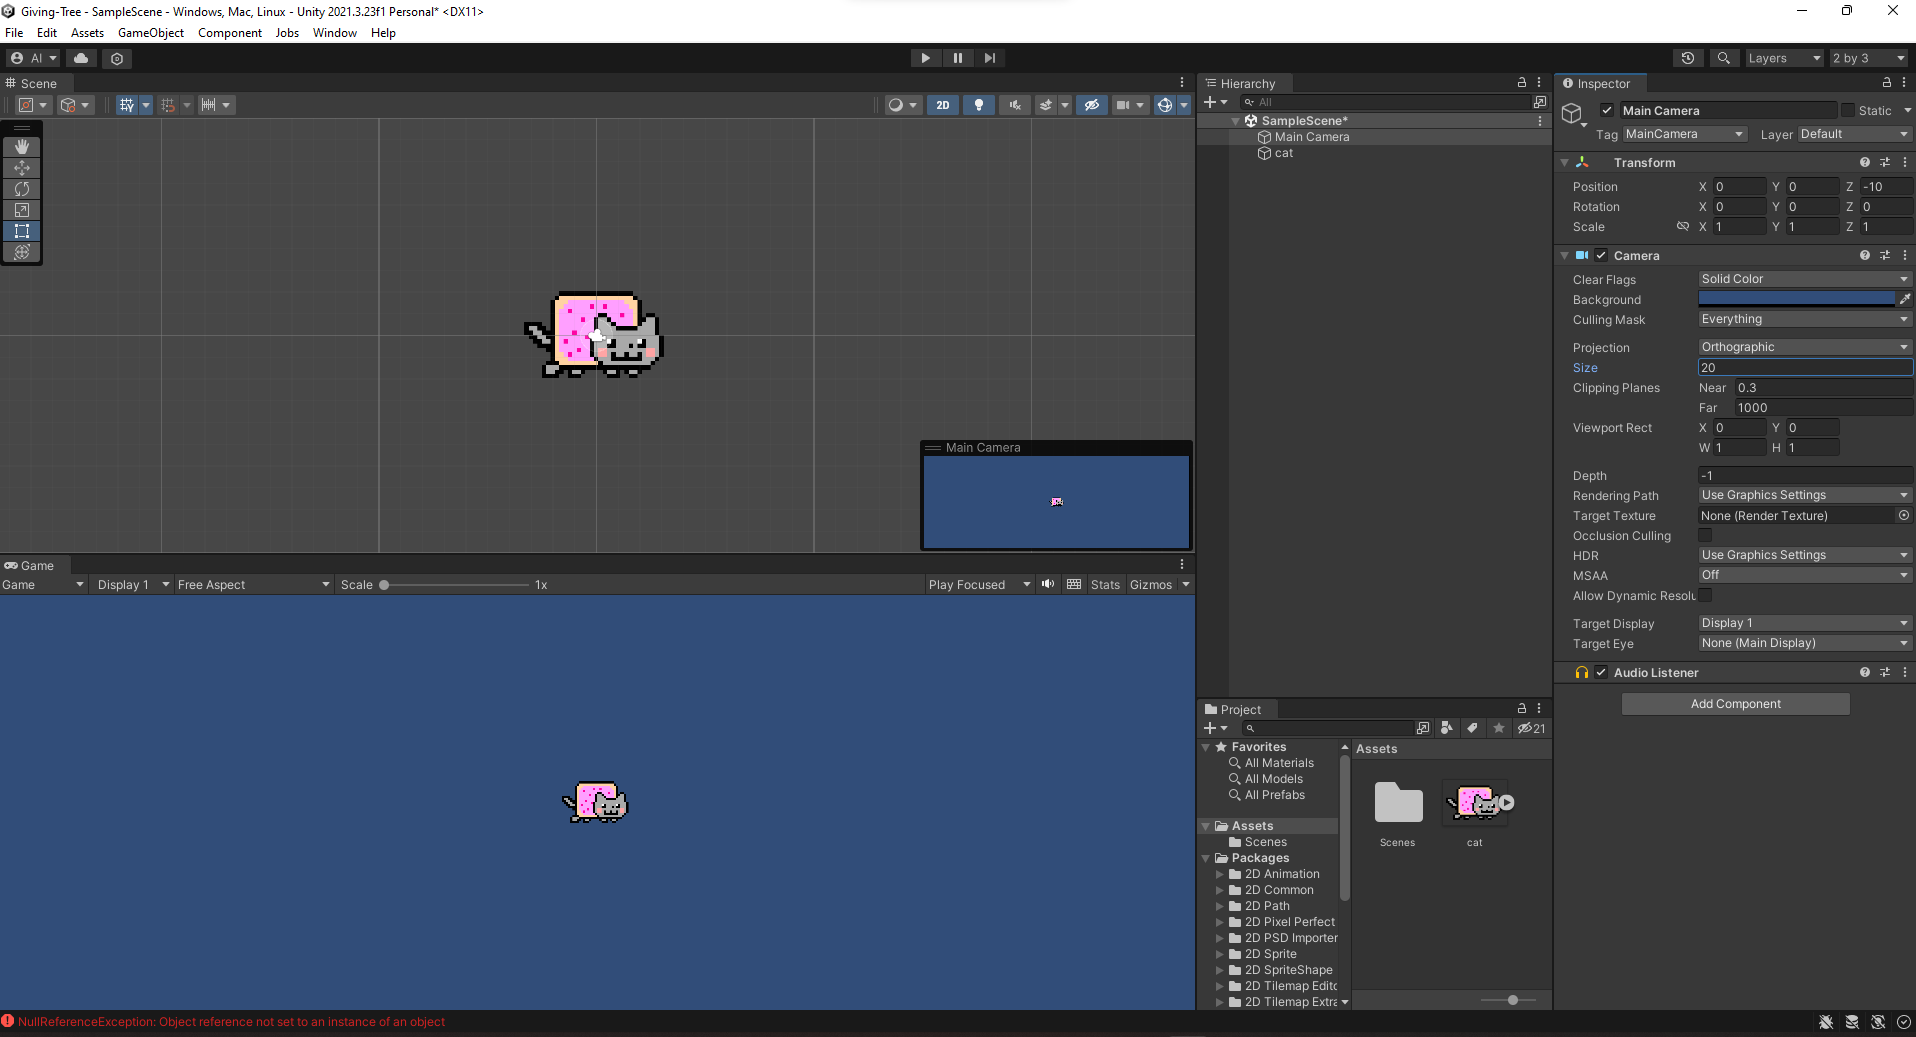 Giving-Tree - SampleScene - Windows, Mac, Linux - Unity 2021.3.23f1 Personal* <DX11>
File Edit Assets GameObject Component Jobs Window Help
AI
Layers
2 by 3
Scene
2D
Main Camera
Game
Game
Display 1
Free Aspect
Scale
1x
Play Focused
Stats
Gizmos
Hierarchy
All
SampleScene*
Main Camera
cat
Project
21
Favorites
All Materials
All Models
All Prefabs
Assets
Scenes
Packages
2D Animation
2D Common
2D Path
2D Pixel Perfect
2D PSD Importer
2D Sprite
2D SpriteShape
2D Tilemap Edito
2D Tilemap Extra
Assets
Scenes
cat
Inspector
Main Camera
Static
Tag MainCamera
Layer Default
Transform
Position X 0 Y 0 Z -10
Rotation X 0 Y 0 Z 0
Scale X 1 Y 1 Z 1
Camera
Clear Flags Solid Color
Background
Culling Mask Everything
Projection Orthographic
Size 20
Clipping Planes Near 0.3
Far 1000
Viewport Rect X 0 Y 0
W 1 H 1
Depth -1
Rendering Path Use Graphics Settings
Target Texture None (Render Texture)
Occlusion Culling
HDR Use Graphics Settings
MSAA Off
Allow Dynamic Resolu
Target Display Display 1
Target Eye None (Main Display)
Audio Listener
Add Component
NullReferenceException: Object reference not set to an instance of an object